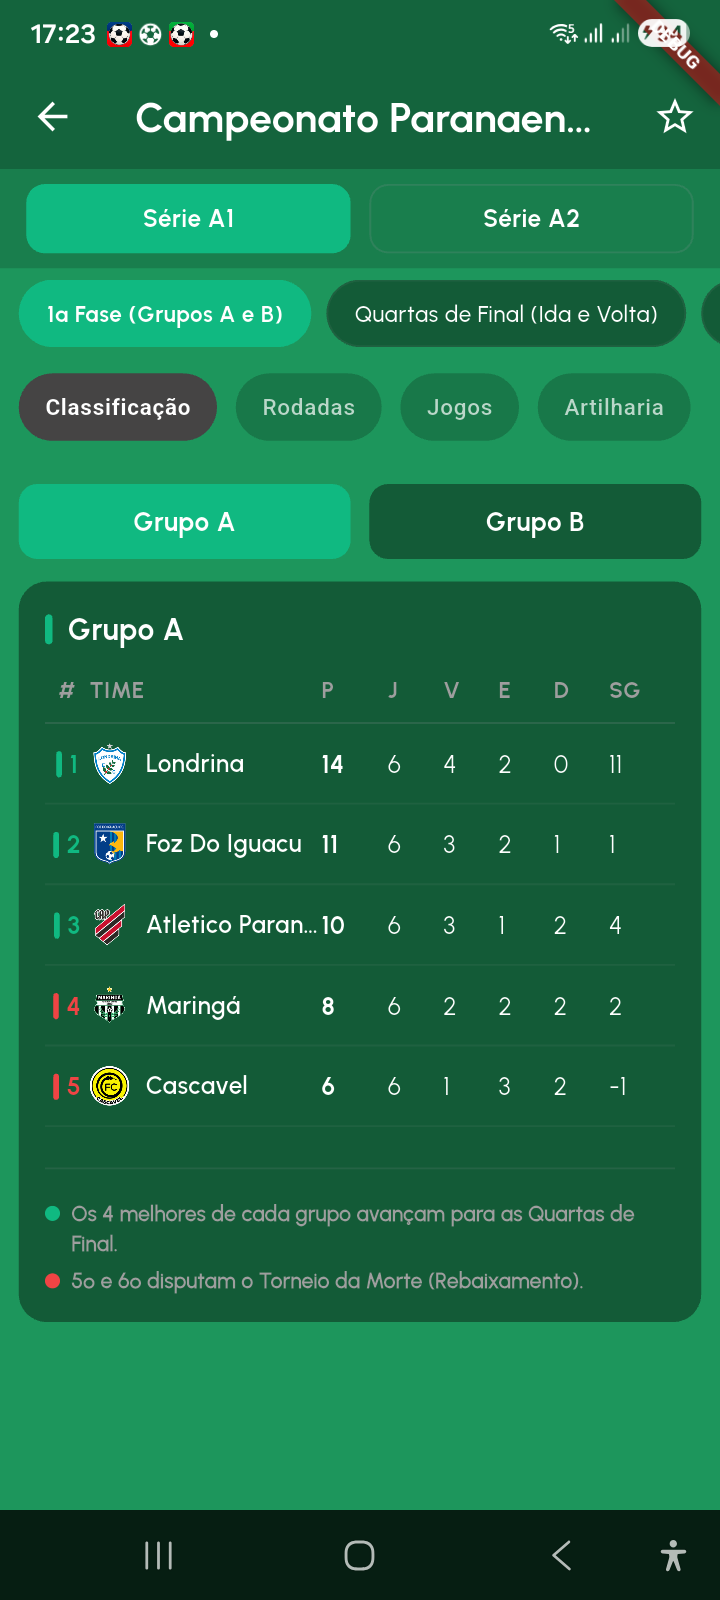 17:23
Campeonato Paranaen...
Série A1
Série A2
1a Fase (Grupos A e B)
Quartas de Final (Ida e Volta)
Classificação
Rodadas
Jogos
Artilharia
Grupo A
Grupo B
Grupo A
# TIME P J V E D SG
1 Londrina 14 6 4 2 0 11
2 Foz Do Iguacu 11 6 3 2 1 1
3 Atletico Paran... 10 6 3 1 2 4
4 Maringá 8 6 2 2 2 2
5 Cascavel 6 6 1 3 2 -1
Os 4 melhores de cada grupo avançam para as Quartas de
Final.
5o e 6o disputam o Torneio da Morte (Rebaixamento).